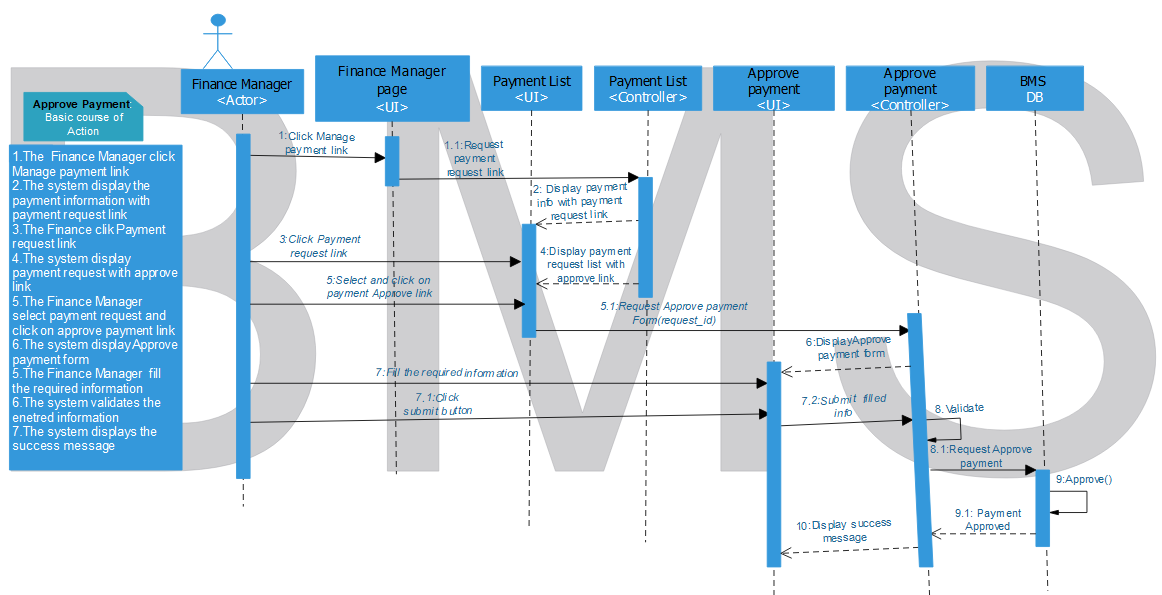 BMS
Finance Manager
<Actor>
Finance Manager
page
<UI>
Payment List
<UI>
Payment List
<Controller>
Approve
payment
<UI>
Approve
payment
<Controller>
BMS
DB
Approve Payment
Basic course of
Action
1.The Finance Manager click
Manage payment link
2.The system display the
payment information with
payment request link
3.The Finance clik Payment
request link
4.The system display
payment request with approve
link
5.The Finance Manager
select payment request and
click on approve payment link
6.The system display Approve
payment form
5.The Finance Manager fill
the required information
6.The system validates the
enetred information
7.The system displays the
success message
1:Click Manage
payment link
1.1:Request
payment
request link
2: Display payment
info with payment
request link
3:Click Payment
request link
4:Display payment
request list with
approve link
5:Select and click on
payment Approve link
5.1:Request Approve payment
Form(request_id)
6:Display Approve
payment form
7:Fill the required information
7.1:Click
submit button
7.2:Submit filled
info
8.Validate
8.1:Request Approve
payment
9:Approve()
9.1: Payment
Approved
10:Display success
message